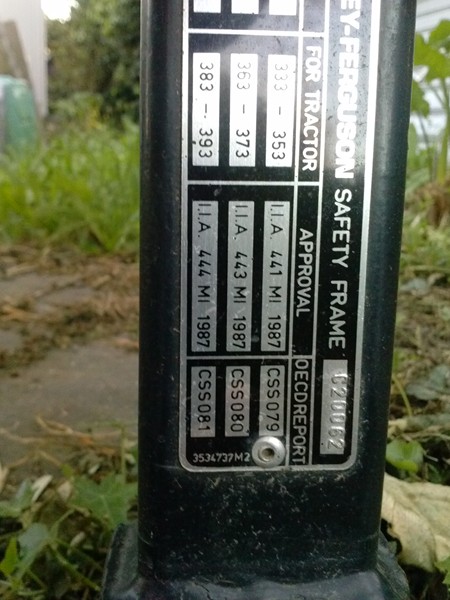 EY-FERGUSON SAFETY FRAME C20062
FOR TRACTOR APPROVAL OECD REPORT
333 - 353 I.I.A. 441 MI 1987 CSS079
363 - 373 I.I.A. 443 MI 1987 CSS080
383 - 393 I.I.A. 444 MI 1987 CSS081
3534737M2